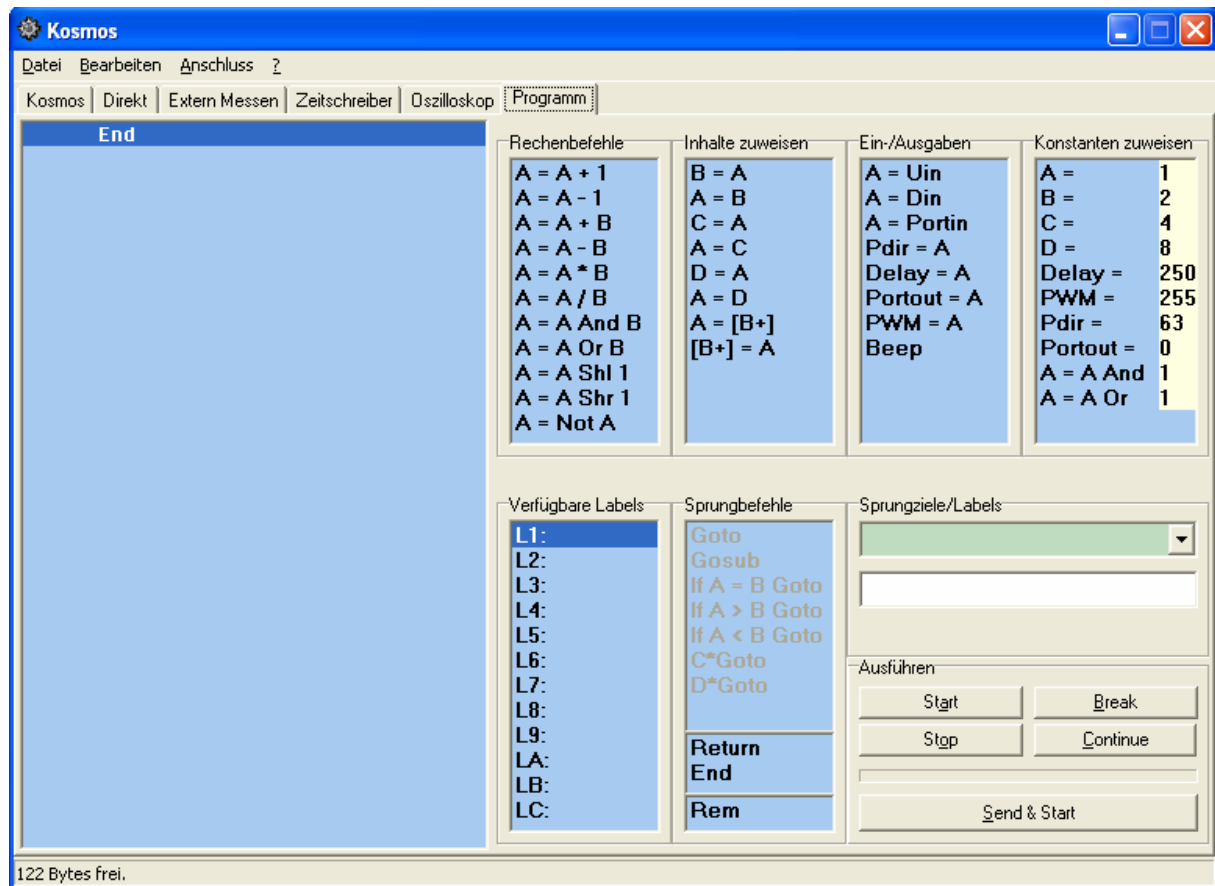 Kosmos
Datei Bearbeiten Anschluss ?
Kosmos Direkt Extern Messen Zeitschreiber Oszilloskop Programm
End
Rechenbefehle
A = A + 1
A = A - 1
A = A + B
A = A - B
A = A * B
A = A / B
A = A And B
A = A Or B
A = A Shl 1
A = A Shr 1
A = Not A
Inhalte zuweisen
B = A
A = B
C = A
A = C
D = A
A = D
A = [B+]
[B+] = A
Ein-/Ausgaben
A = Uin
A = Din
A = Portin
Pdir = A
Delay = A
Portout = A
PWM = A
Beep
Konstanten zuweisen
A = 1
B = 2
C = 4
D = 8
Delay = 250
PWM = 255
Pdir = 63
Portout = 0
A = A And 1
A = A Or 1
Verfügbare Labels
L1:
L2:
L3:
L4:
L5:
L6:
L7:
L8:
L9:
LA:
LB:
LC:
Sprungbefehle
Goto
Gosub
If A = B Goto
If A > B Goto
If A < B Goto
C*Goto
D*Goto
Return
End
Rem
Sprungziele/Labels
Ausführen
Start Break
Stop Continue
Send & Start
122 Bytes frei.